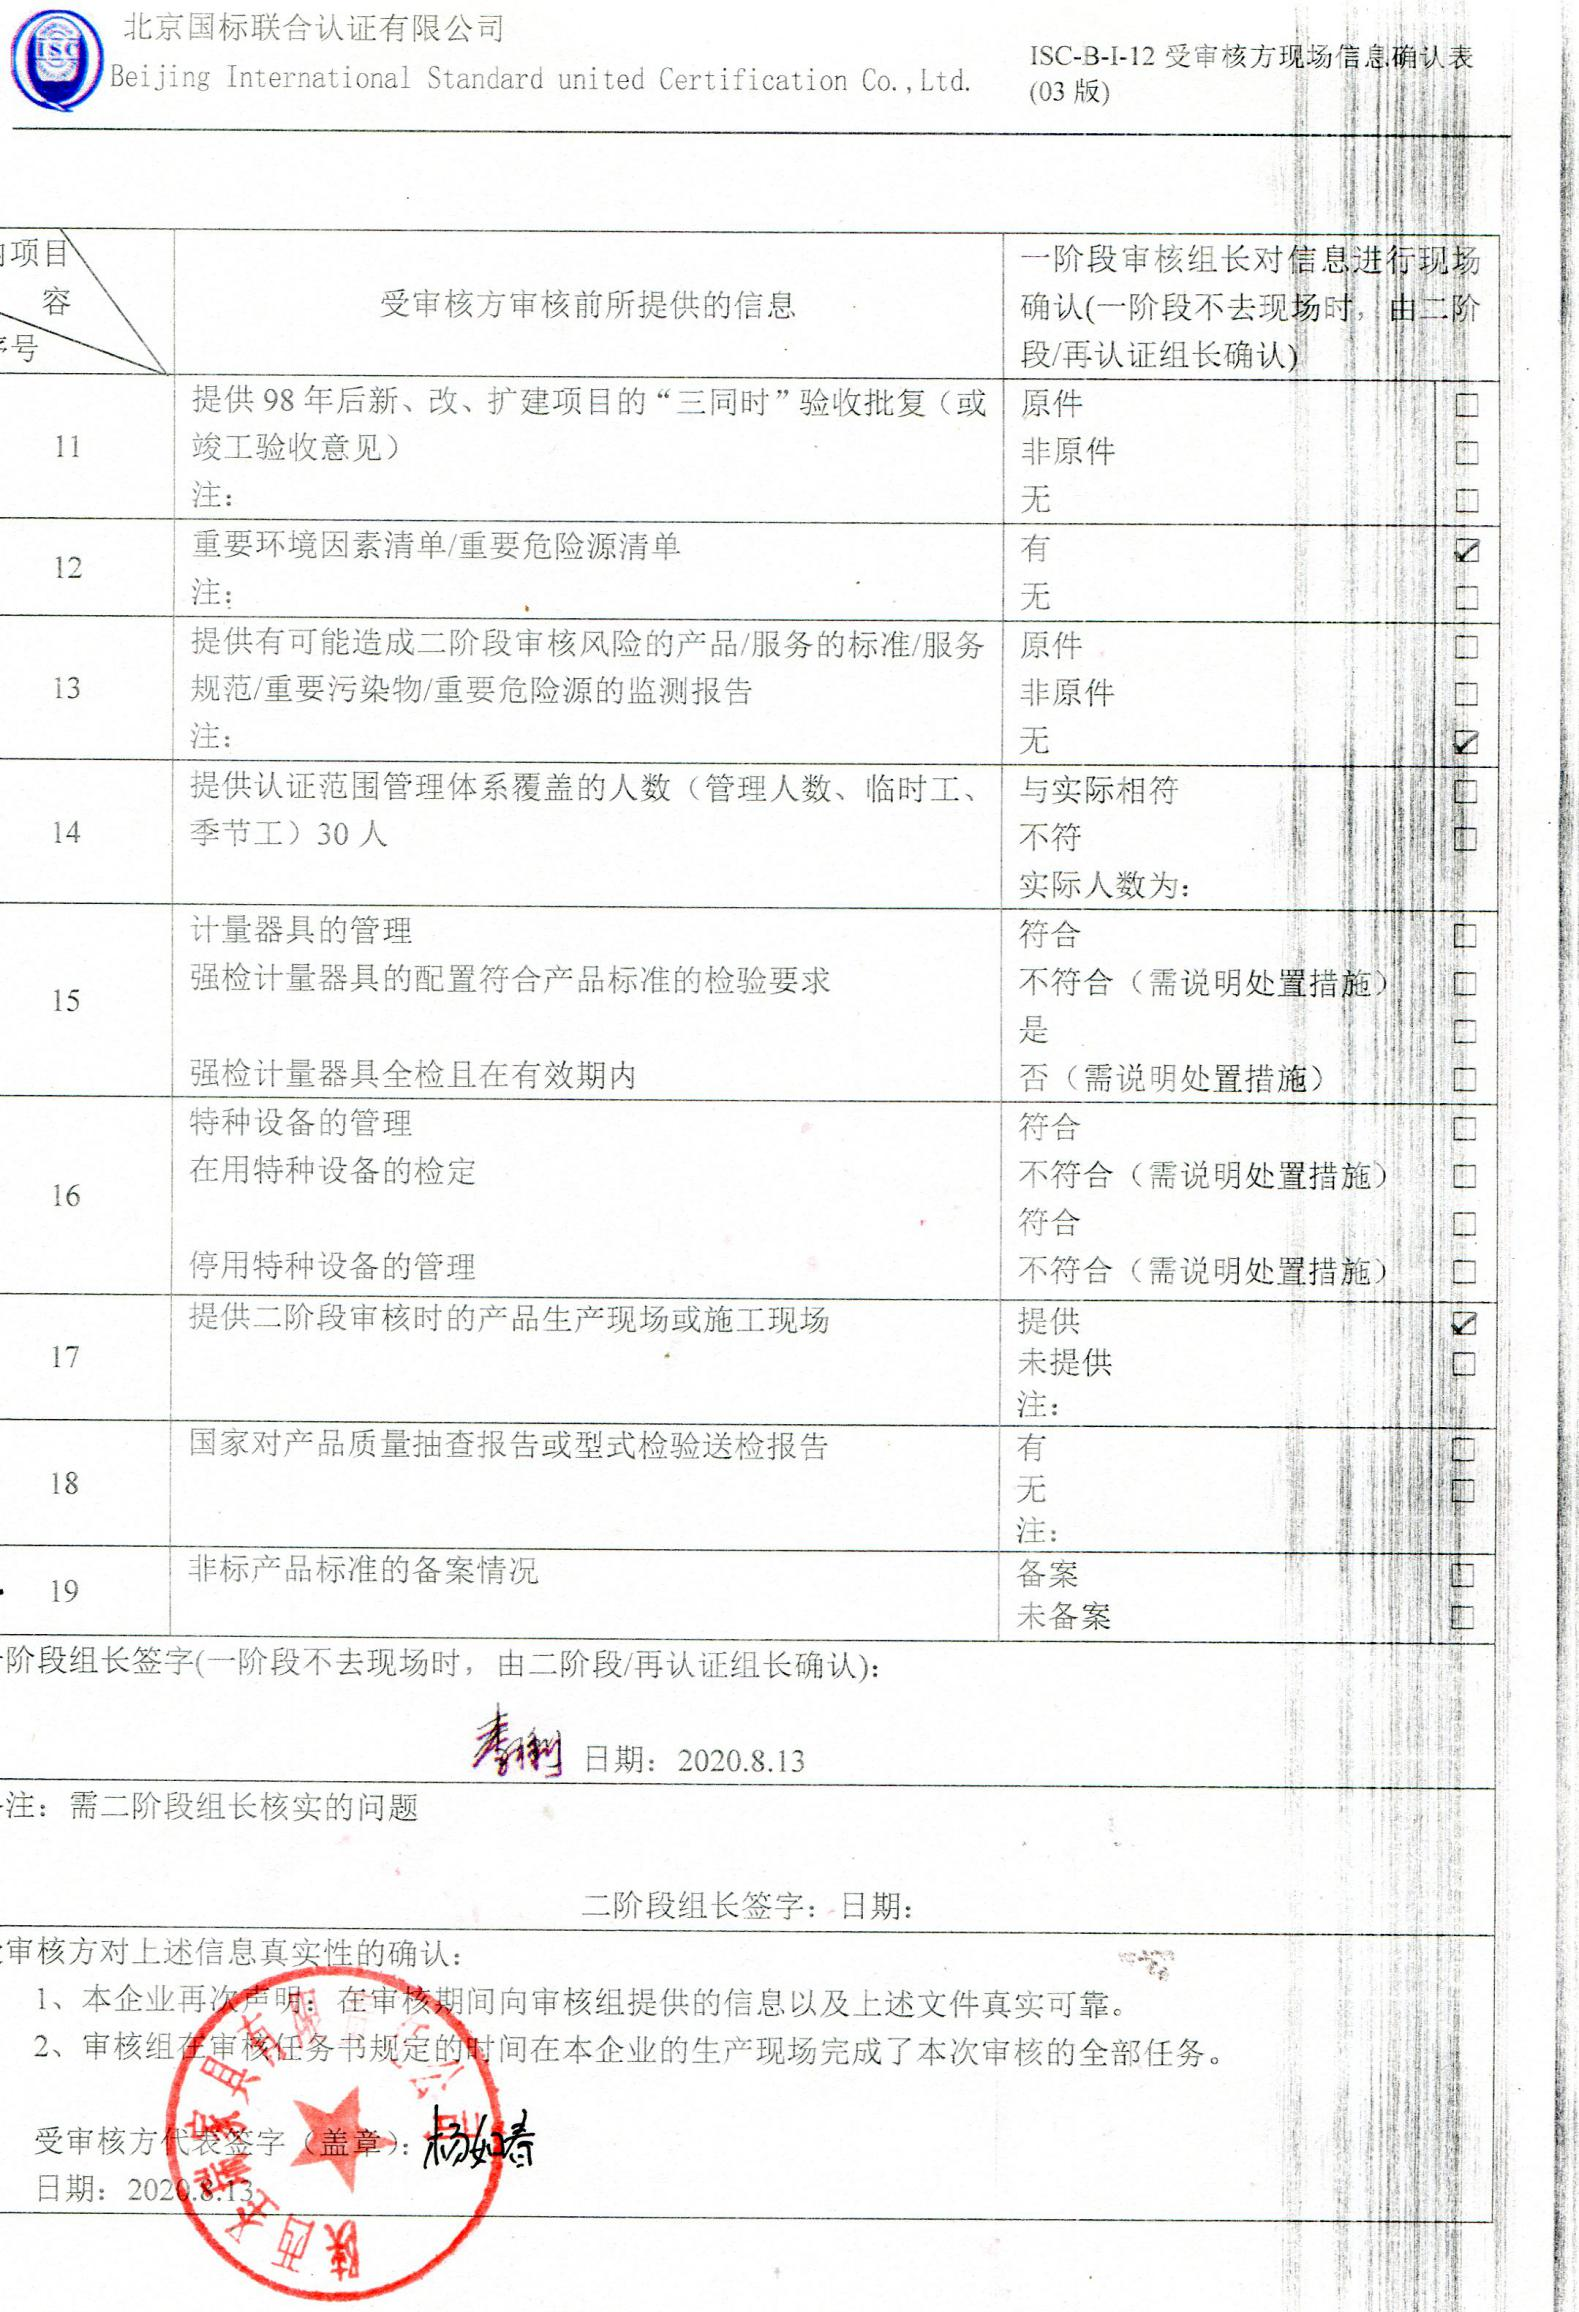 ISC
北京国标联合认证有限公司
Beijing International Standard united Certification Co.,Ltd.
ISC-B-I-12 受审核方现场信息确认表
(03 版)
项目
容
号
受审核方审核前所提供的信息
一阶段审核组长对信息进行现场
确认(一阶段不去现场时，由二阶
段/再认证组长确认)
11
提供 98 年后新、改、扩建项目的“三同时”验收批复（或
竣工验收意见）
注：
原件 □
非原件 □
无 □
12
重要环境因素清单/重要危险源清单
注：
有 ☑
无 □
13
提供有可能造成二阶段审核风险的产品/服务的标准/服务
规范/重要污染物/重要危险源的监测报告
注：
原件 □
非原件 □
无 ☑
14
提供认证范围管理体系覆盖的人数（管理人数、临时工、
季节工）30 人
与实际相符 □
不符 □
实际人数为：
15
计量器具的管理
强检计量器具的配置符合产品标准的检验要求
强检计量器具全检且在有效期内
符合 □
不符合（需说明处置措施） □
是 □
否（需说明处置措施） □
16
特种设备的管理
在用特种设备的检定
停用特种设备的管理
符合 □
不符合（需说明处置措施） □
符合 □
不符合（需说明处置措施） □
17
提供二阶段审核时的产品生产现场或施工现场
提供 ☑
未提供 □
注：
18
国家对产品质量抽查报告或型式检验送检报告
有 □
无 □
注：
19
非标产品标准的备案情况
备案 □
未备案 □
阶段组长签字(一阶段不去现场时，由二阶段/再认证组长确认)：
日期：2020.8.13
注：需二阶段组长核实的问题
二阶段组长签字：日期：
审核方对上述信息真实性的确认：
1、本企业再次声明：在审核期间向审核组提供的信息以及上述文件真实可靠。
2、审核组在审核任务书规定的时间在本企业的生产现场完成了本次审核的全部任务。
受审核方代表签字（盖章）：杨如春
日期：2020.8.13